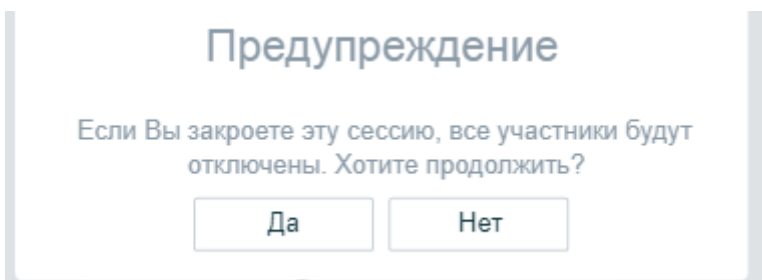 Предупреждение
Если Вы закроете эту сессию, все участники будут
отключены. Хотите продолжить?
Да
Нет